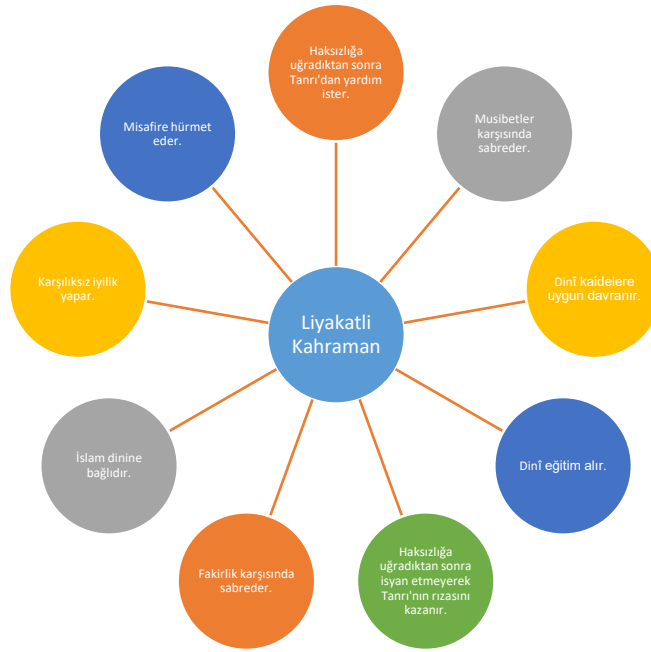 Haksızlığa
uğradıktan sonra
Tanrı'dan yardım
ister.
Musibetler
karşısında
sabreder.
Dinî kaidelere
uygun davranır.
Dinî eğitim alır.
Haksızlığa
uğradıktan sonra
isyan etmeyerek
Tanrı'nın rızasını
kazanır.
Fakirlik karşısında
sabreder.
İslam dinine
bağlıdır.
Karşılıksız iyilik
yapar.
Misafire hürmet
eder.
Liyakatli
Kahraman